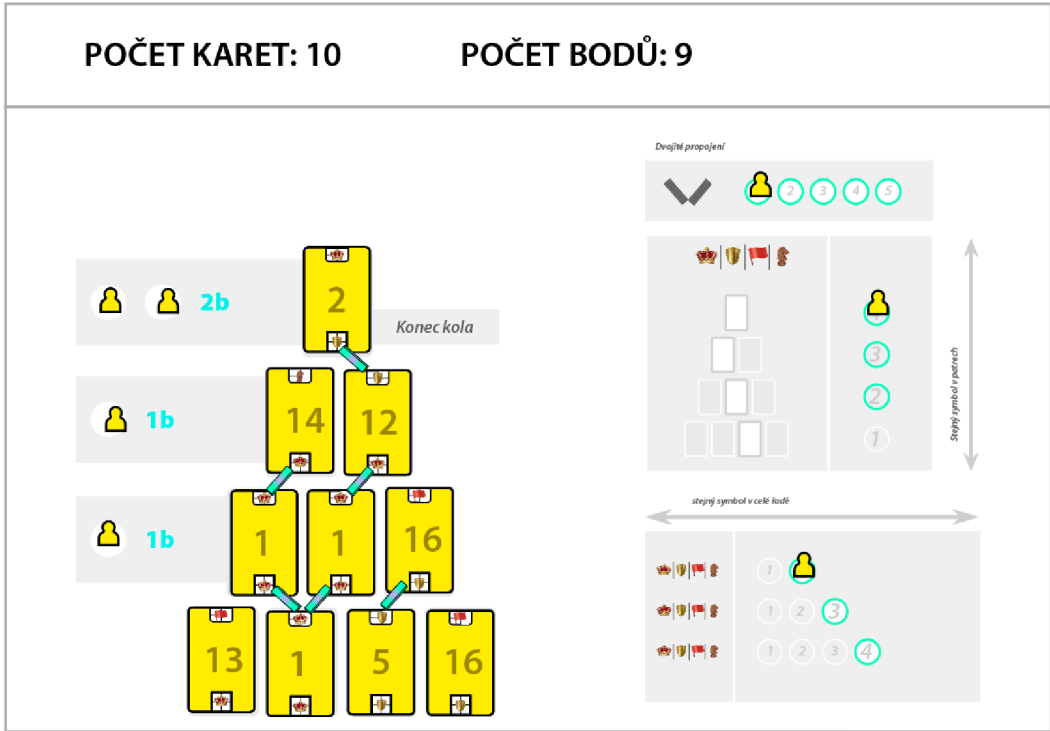 POČET KARET: 10 POČET BODŮ: 9
Dvojité propojení
2 3 4 5
2b
2
Konec kola
1b
14 12
3
2
1
Stejný symbol v patrech
1b
1 1 16
stejný symbol v celé řadě
1
13 1 5 16
1 2 3
1 2 3 4